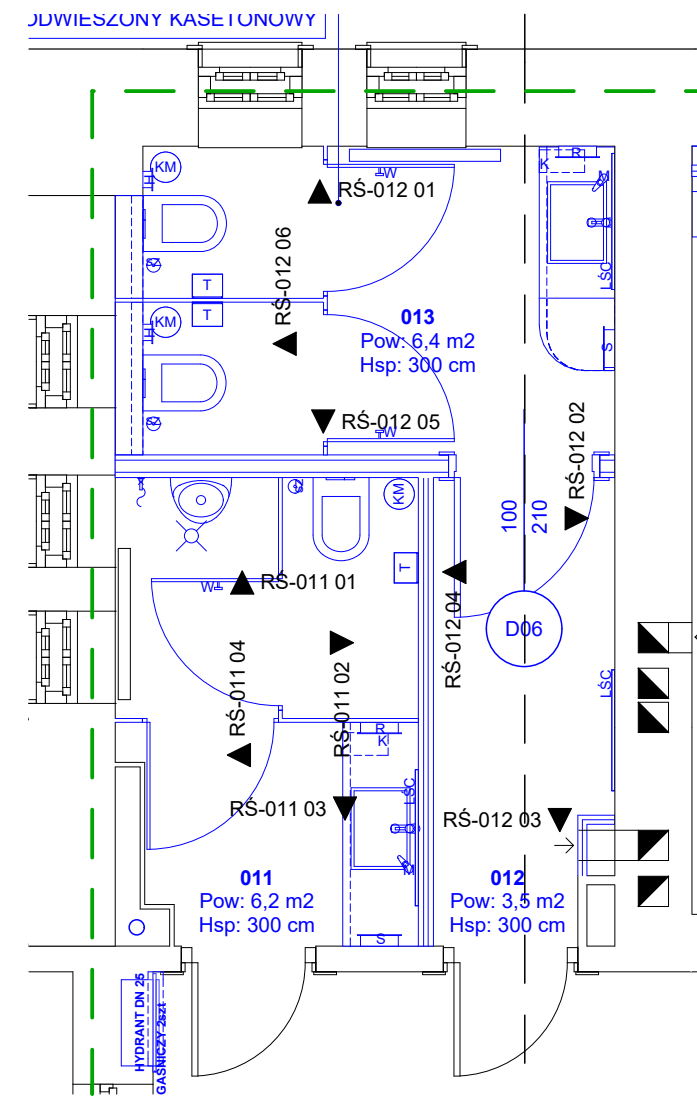 ODWIESZONY KASETONOWY
KM
W
RŚ-012 01
R
K
LŚC
T
RŚ-012 06
T
KM
013
Pow: 6,4 m2
Hsp: 300 cm
S
W
RŚ-012 05
RŚ-012 02
KM
100
210
T
W
RŚ-011 01
RŚ-012 04
D06
RŚ-011 04
RŚ-011 02
LŚC
R
K
LŚC
RŚ-011 03
RŚ-012 03
011
Pow: 6,2 m2
Hsp: 300 cm
012
Pow: 3,5 m2
Hsp: 300 cm
S
HYDRANT DN 25
GAŚNICZY 2szt